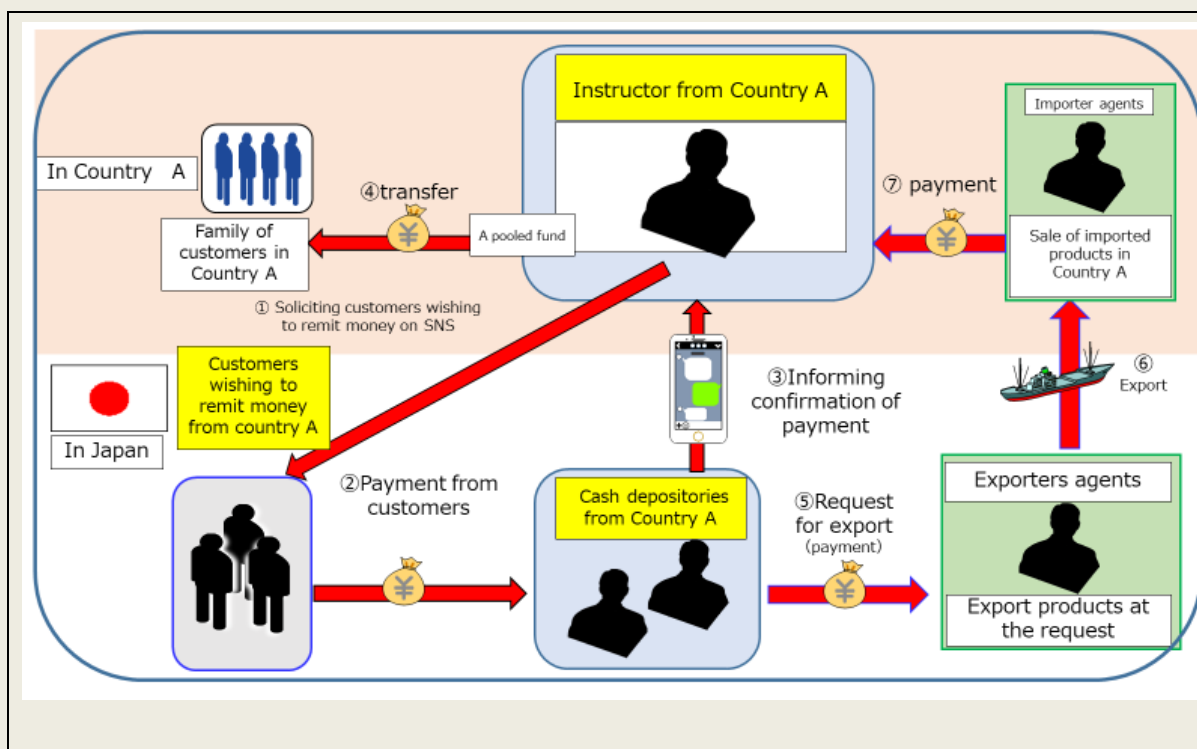 Instructor from Country A
Importer agents
In Country A
④transfer
⑦ payment
A pooled fund
Family of
customers in
Country A
Sale of imported
products in
Country A
① Soliciting customers wishing
to remit money on SNS
Customers
wishing to
remit money
from country A
In Japan
③Informing
confirmation of
payment
⑥
Export
②Payment from
customers
Cash depositories
from Country A
⑤Request
for export
(payment)
Exporters agents
Export products at
the request
¥
¥
¥
¥